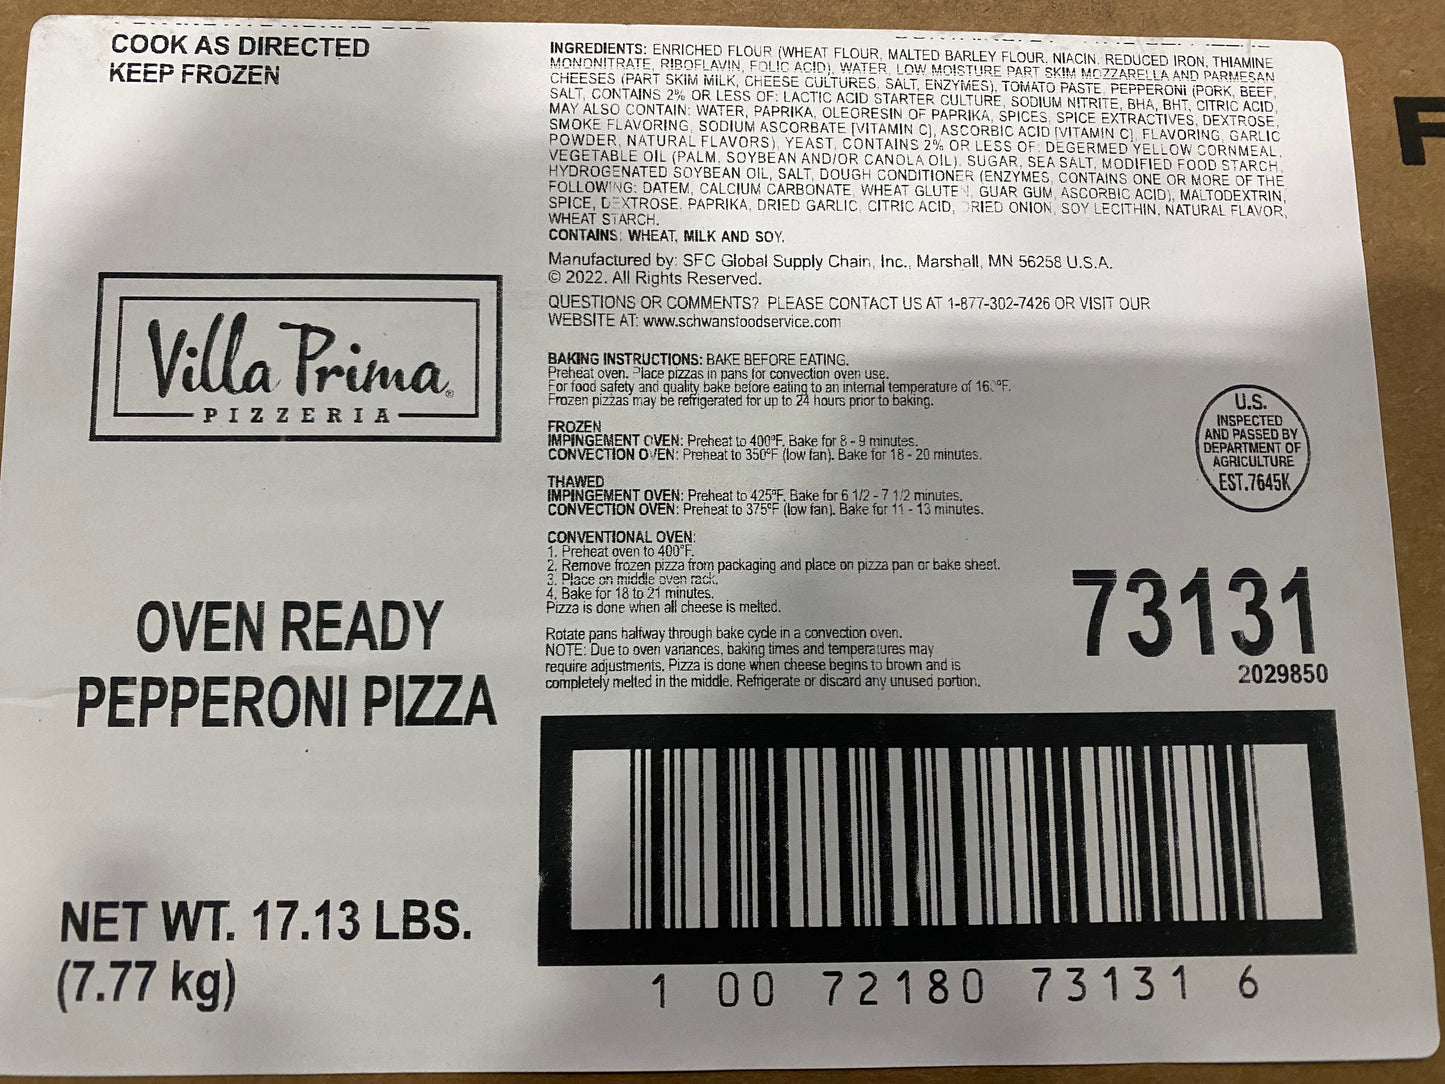 COOK AS DIRECTED
KEEP FROZEN
INGREDIENTS: ENRICHED FLOUR (WHEAT FLOUR, MALTED BARLEY FLOUR, NIACIN, REDUCED IRON, THIAMINE
MONONITRATE, RIBOFLAVIN, FOLIC ACID), WATER, LOW MOISTURE PART SKIM MOZZARELLA AND PARMESAN
CHEESES (PART SKIM MILK, CHEESE CULTURES, SALT, ENZYMES), TOMATO PASTE, PEPPERONI (PORK, BEEF,
SALT, CONTAINS 2% OR LESS OF: LACTIC ACID STARTER CULTURE, SODIUM NITRITE, BHA, BHT, CITRIC ACID,
MAY ALSO CONTAIN: WATER, PAPRIKA, OLEORESIN OF PAPRIKA, SPICES, SPICE EXTRACTIVES, DEXTROSE,
SMOKE FLAVORING, SODIUM ASCORBATE [VITAMIN C], ASCORBIC ACID [VITAMIN C], FLAVORING, GARLIC
POWDER, NATURAL FLAVORS), YEAST, CONTAINS 2% OR LESS OF: DEGERMED YELLOW CORNMEAL,
VEGETABLE OIL (PALM, SOYBEAN AND/OR CANOLA OIL), SUGAR, SEA SALT, MODIFIED FOOD STARCH,
HYDROGENATED SOYBEAN OIL, SALT, DOUGH CONDITIONER (ENZYMES, CONTAINS ONE OR MORE OF THE
FOLLOWING: DATEM, CALCIUM CARBONATE, WHEAT GLUTEN, GUAR GUM, ASCORBIC ACID), MALTODEXTRIN,
SPICE, DEXTROSE, PAPRIKA, DRIED GARLIC, CITRIC ACID, DRIED ONION, SOY LECITHIN, NATURAL FLAVOR,
WHEAT STARCH.
CONTAINS: WHEAT, MILK AND SOY.
Manufactured by: SFC Global Supply Chain, Inc., Marshall, MN 56258 U.S.A.
© 2022. All Rights Reserved.
QUESTIONS OR COMMENTS? PLEASE CONTACT US AT 1-877-302-7426 OR VISIT OUR
WEBSITE AT: www.schwansfoodservice.com
Villa Prima®
PIZZERIA
BAKING INSTRUCTIONS: BAKE BEFORE EATING.
Preheat oven. Place pizzas in pans for convection oven use.
For food safety and quality bake before eating to an internal temperature of
Frozen pizzas may be refrigerated for up to 24 hours prior to baking.
FROZEN
IMPINGEMENT OVEN: Preheat to 400°F. Bake for 8 - 9 minutes.
CONVECTION OVEN: Preheat to 350°F (low fan). Bake for 18 - 20 minutes.
THAWED
IMPINGEMENT OVEN: Preheat to 425°F. Bake for 6 1/2 - 7 1/2 minutes.
CONVECTION OVEN: Preheat to 375°F (low fan). Bake for 11 - 13 minutes.
CONVENTIONAL OVEN:
1. Preheat oven to 400°F.
2. Remove frozen pizza from packaging and place on pizza pan or bake sheet.
3. Place on middle oven rack.
4. Bake for 18 to 21 minutes.
Pizza is done when all cheese is melted.
Rotate pans halfway through bake cycle in a convection oven.
NOTE: Due to oven variances, baking times and temperatures may
require adjustments. Pizza is done when cheese begins to brown and is
completely melted in the middle. Refrigerate or discard any unused portion.
U.S.
INSPECTED
AND PASSED BY
DEPARTMENT OF
AGRICULTURE
EST.7645K
OVEN READY
PEPPERONI PIZZA
73131
2029850
NET WT. 17.13 LBS.
(7.77 kg)
1 00 72180 73131 6